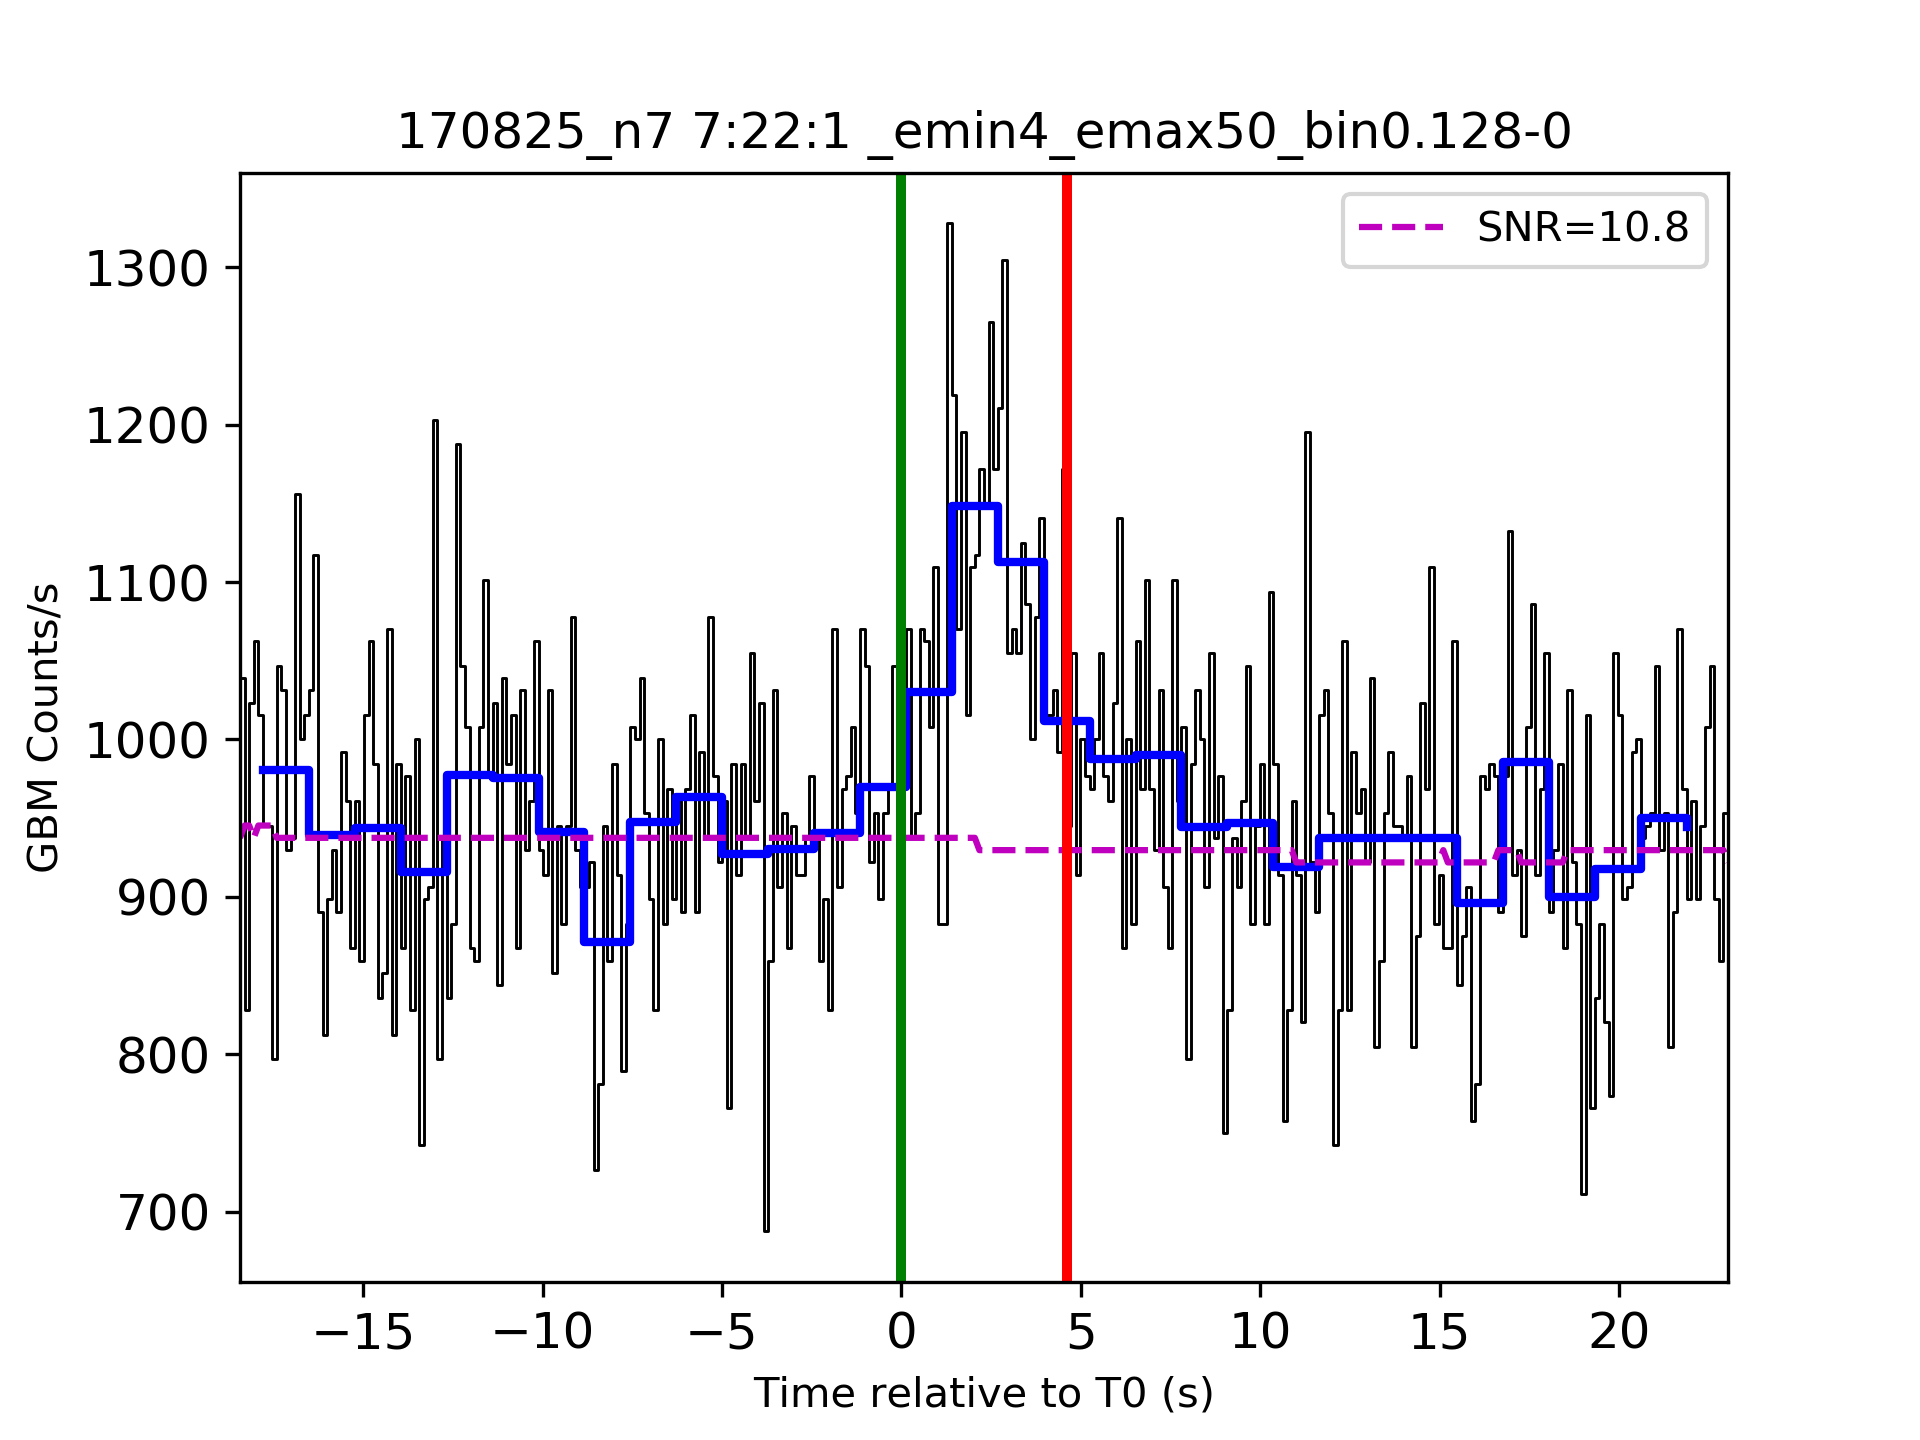 170825_n7 7:22:1 _emin4_emax50_bin0.128-0
SNR=10.8
1300
1200
1100
1000
900
800
700
GBM Counts/s
−15 −10 −5 0 5 10 15 20
Time relative to T0 (s)